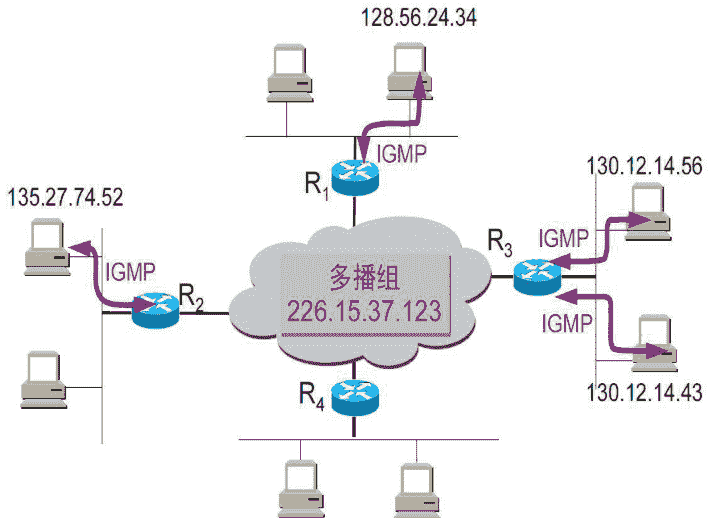 128.56.24.34
IGMP
R1
130.12.14.56
135.27.74.52
R3
IGMP
IGMP
多播组
R2
226.15.37.123
IGMP
130.12.14.43
R4